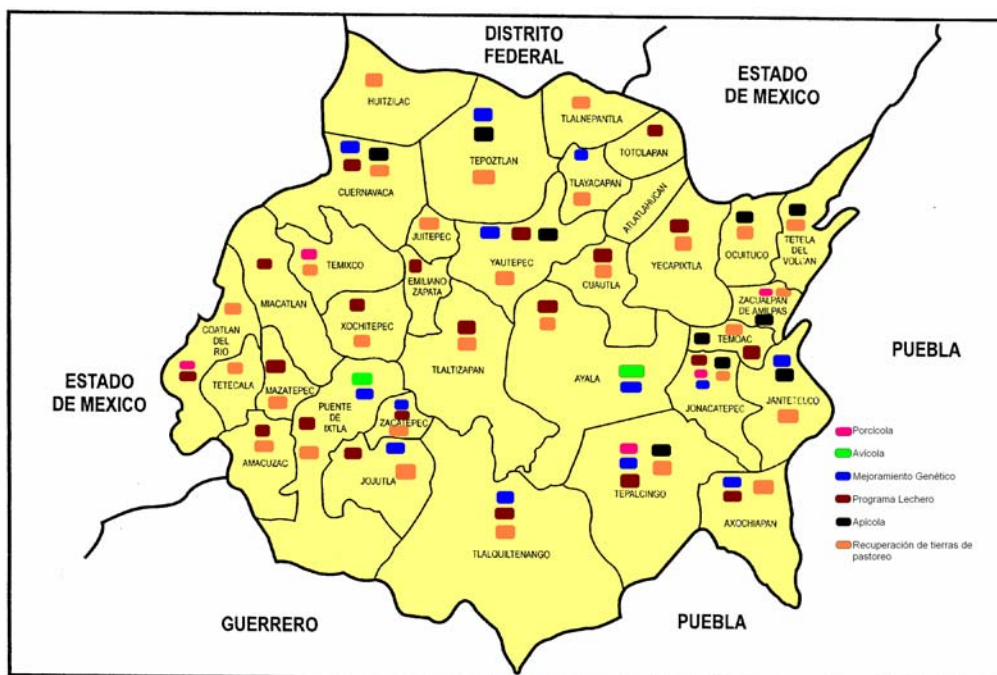 DISTRITO
FEDERAL
ESTADO
DE MEXICO
HUITZILAC
TLALNEPANTLA
TEPOZTLAN
TOTOLAPAN
CUERNAVACA
TLAYACAPAN
ATLATLAHUCAN
JUITEPEC
YAUTEPEC
YECAPIXTLA
OCUITUCO
TETELA
DEL
VOLCAN
TEMIXCO
EMILIANO
ZAPATA
CUAUTLA
MIACATLAN
ZACUALPAN
DE AMILPAS
COATLAN
DEL
RIO
XOCHITEPEC
TEMOAC
TLALTIZAPAN
AYALA
PUEBLA
ESTADO
DE MEXICO
TETECALA
MAZATEPEC
PUENTE
DE
IXTLA
ZACATEPEC
JONACATEPEC
JANTETELCO
AMACUZAC
JOJUTLA
TEPALCINGO
AXOCHIAPAN
TLALQUILTENANGO
Porcícola
Avícola
Mejoramiento Genético
Programa Lechero
Apícola
Recuperación de tierras de
pastoreo
GUERRERO
PUEBLA